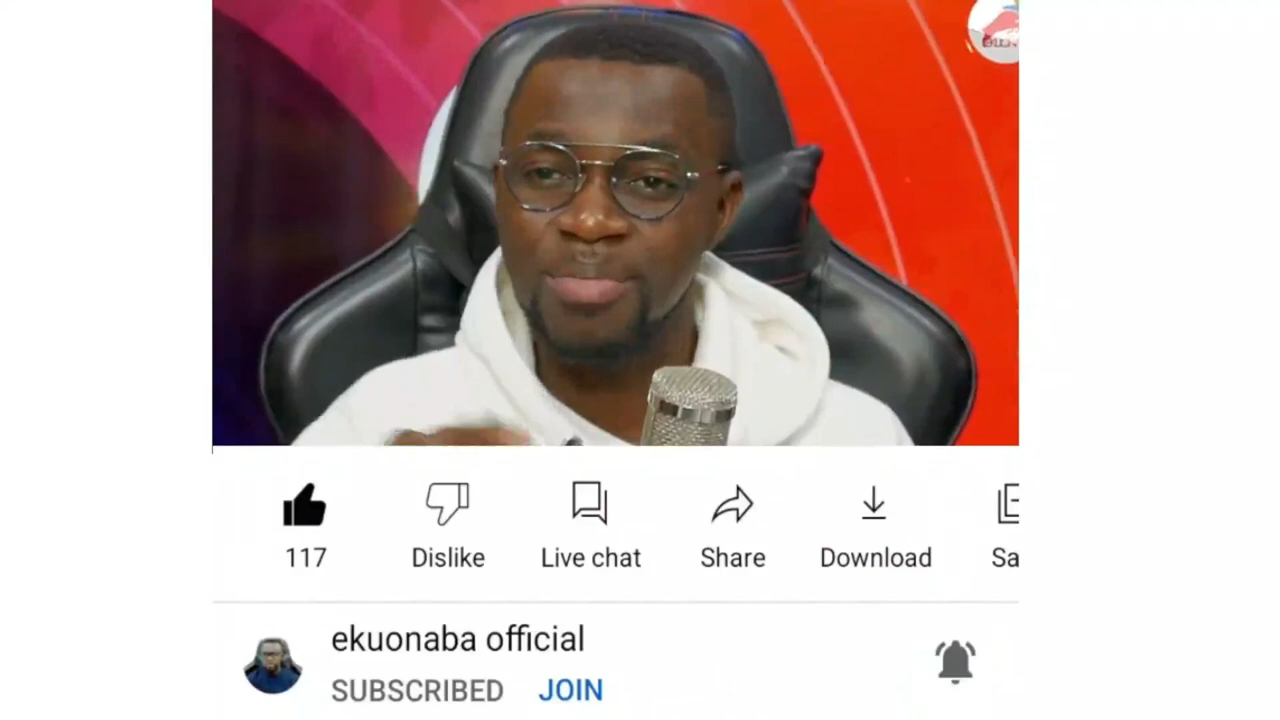 117
Dislike
Live chat
Share
Download
Sa
ekuonaba official
SUBSCRIBED
JOIN